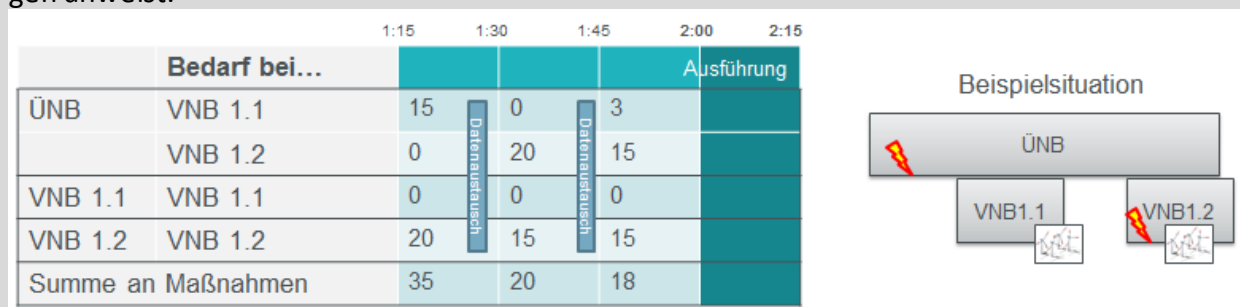 gen anweist.
1:15 1:30 1:45 2:00 2:15
Bedarf bei... Ausführung
ÜNB VNB 1.1 15 0 3
VNB 1.2 0 20 15
VNB 1.1 VNB 1.1 0 0 0
VNB 1.2 VNB 1.2 20 15 15
Summe an Maßnahmen 35 20 18
Datenaustausch
Datenaustausch
Beispielsituation
ÜNB
VNB1.1 VNB1.2